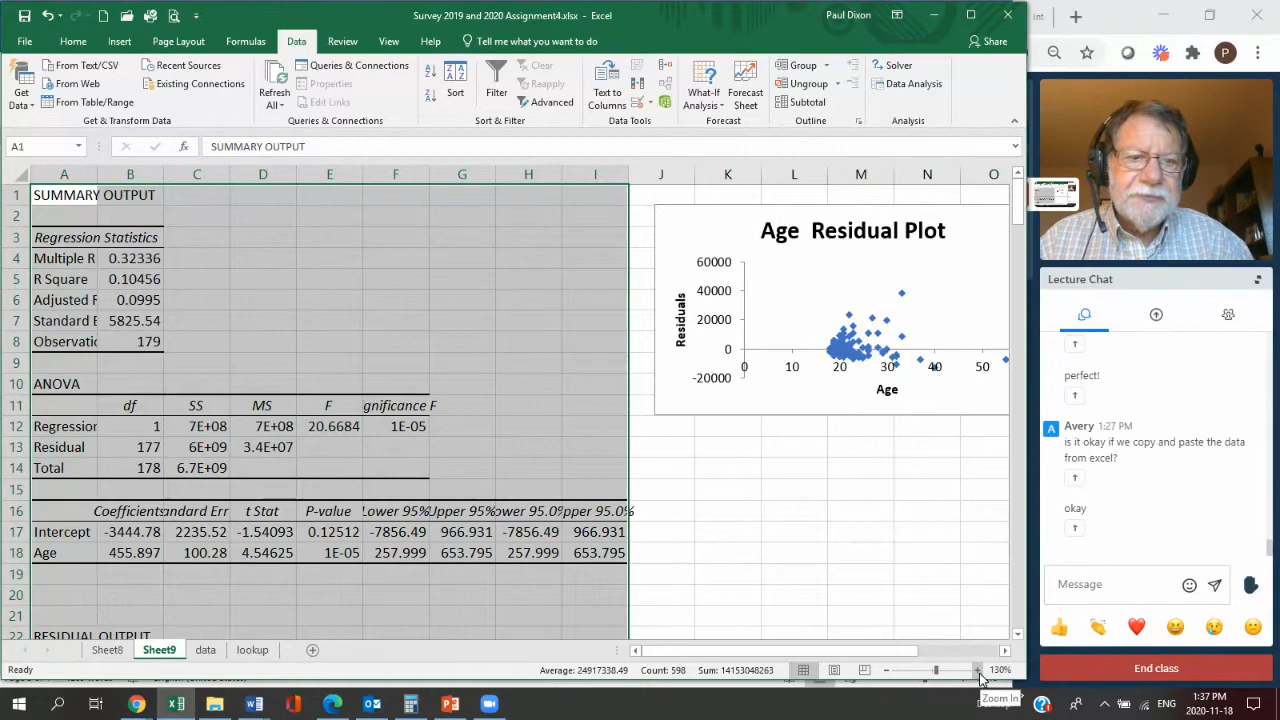 Survey 2019 and 2020 Assignment4.xlsx - Excel
Paul Dixon
File Home Insert Page Layout Formulas Data Review View Help Tell me what you want to do Share
Get Data
From Text/CSV
From Web
From Table/Range
Recent Sources
Existing Connections
Get & Transform Data
Refresh All
Queries & Connections
Properties
Edit Links
Queries & Connections
Sort
Filter
Clear
Reapply
Advanced
Sort & Filter
Text to Columns
Data Tools
What-If Analysis
Forecast Sheet
Forecast
Group
Ungroup
Subtotal
Outline
Solver
Data Analysis
Analysis
A1 fx SUMMARY OUTPUT
A B C D E F G H I J K L M N O
1 SUMMARY OUTPUT
2
3 Regression Statistics
4 Multiple R 0.32336
5 R Square 0.10456
6 Adjusted F 0.0995
7 Standard E 5825.54
8 Observatio 179
9
10 ANOVA
11 df SS MS F gnificance F
12 Regression 1 7E+08 7E+08 20.6684 1E-05
13 Residual 177 6E+09 3.4E+07
14 Total 178 6.7E+09
15
16 Coefficients andard Err t Stat P-value Lower 95% Upper 95% ower 95.0% pper 95.0%
17 Intercept -3444.78 2235.52 -1.54093 0.12512 -7856.49 966.931 -7856.49 966.931
18 Age 455.897 100.28 4.54625 1E-05 257.999 653.795 257.999 653.795
19
20
21
22 RESIDUAL OUTPUT
Age Residual Plot
60000
40000
20000
0
-20000
Residuals
0 10 20 30 40 50
Age
Sheet8 Sheet9 data lookup
Ready
Average: 24917338.49 Count: 598 Sum: 14153048263
130%
Zoom In
Int
P
Lecture Chat
perfect!
A
Avery 1:27 PM
is it okay if we copy and paste the data
from excel?
okay
Message
End class
ENG
1:37 PM
2020-11-18